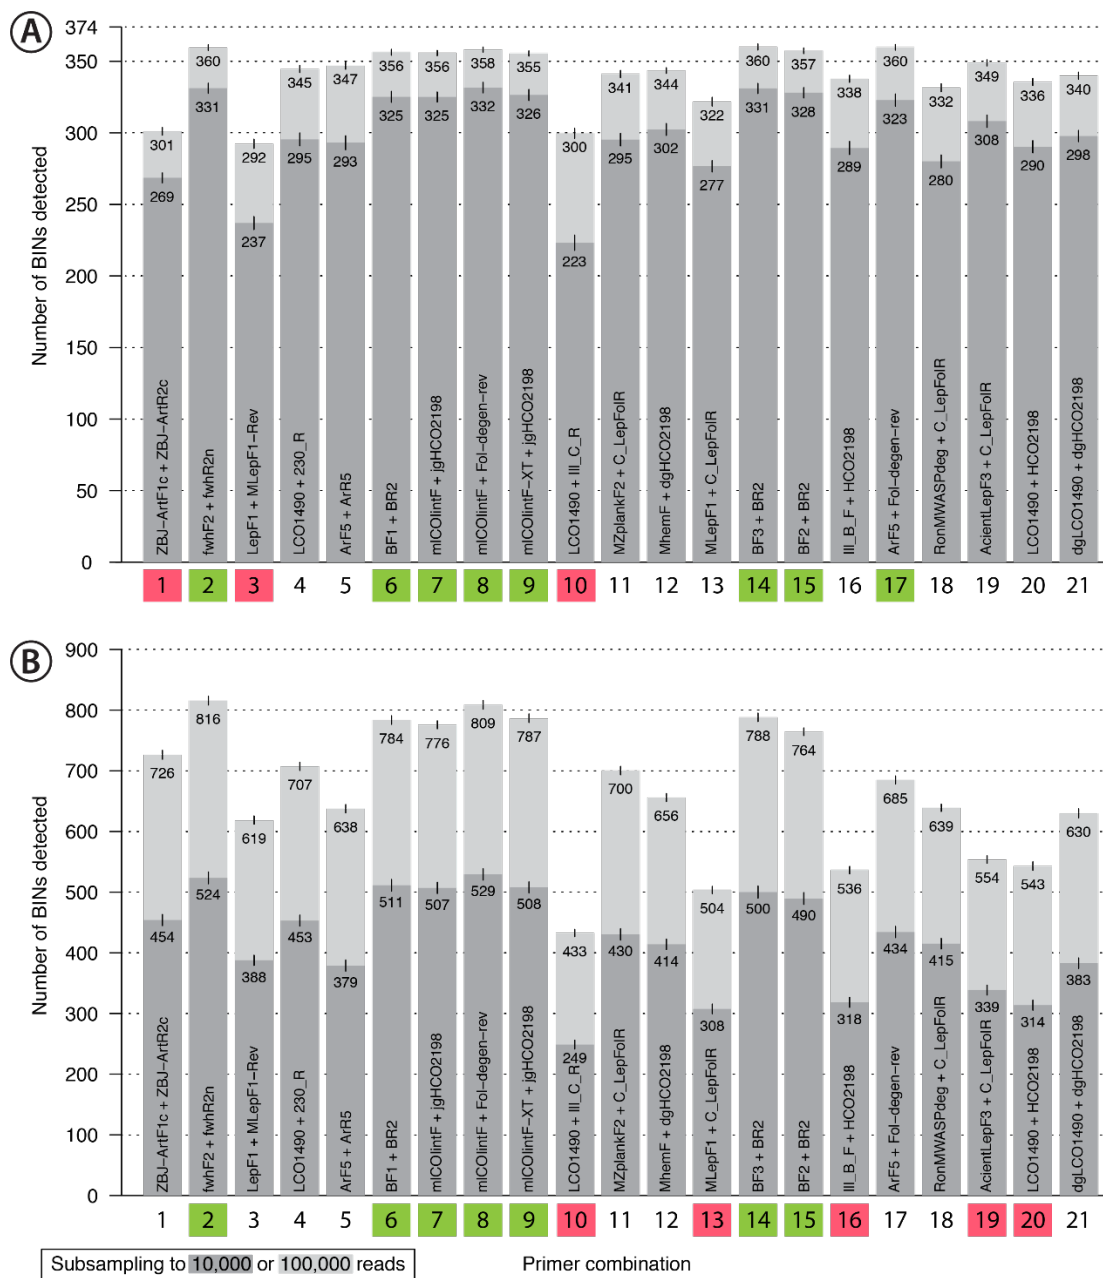 A
Number of BINs detected
374
350
300
250
200
150
100
50
0
301
269
ZBJ−ArtF1c + ZBJ−ArtR2c
360
331
fwhF2 + fwhR2n
292
237
LepF1 + MLepF1−Rev
345
295
LCO1490 + 230_R
347
293
ArF5 + ArR5
356
325
BF1 + BR2
356
325
mICOIintF + jgHCO2198
358
332
mICOIintF + Fol−degen−rev
355
326
mICOIintF−XT + jgHCO2198
300
223
LCO1490 + III_C_R
341
295
MZplankF2 + C_LepFolR
344
302
MhemF + dgHCO2198
322
277
MLepF1 + C_LepFolR
360
331
BF3 + BR2
357
328
BF2 + BR2
338
289
III_B_F + HCO2198
360
323
ArF5 + Fol−degen−rev
332
280
RonMWASPdeg + C_LepFolR
349
308
AcientLepF3 + C_LepFolR
336
290
LCO1490 + HCO2198
340
298
dgLCO1490 + dgHCO2198
1 2 3 4 5 6 7 8 9 10 11 12 13 14 15 16 17 18 19 20 21
B
Number of BINs detected
900
800
700
600
500
400
300
200
100
0
726
454
ZBJ−ArtF1c + ZBJ−ArtR2c
816
524
fwhF2 + fwhR2n
619
388
LepF1 + MLepF1−Rev
707
453
LCO1490 + 230_R
638
379
ArF5 + ArR5
784
511
BF1 + BR2
776
507
mICOIintF + jgHCO2198
809
529
mICOIintF + Fol−degen−rev
787
508
mICOIintF−XT + jgHCO2198
433
249
LCO1490 + III_C_R
700
430
MZplankF2 + C_LepFolR
656
414
MhemF + dgHCO2198
504
308
MLepF1 + C_LepFolR
788
500
BF3 + BR2
764
490
BF2 + BR2
536
318
III_B_F + HCO2198
685
434
ArF5 + Fol−degen−rev
639
415
RonMWASPdeg + C_LepFolR
554
339
AcientLepF3 + C_LepFolR
543
314
LCO1490 + HCO2198
630
383
dgLCO1490 + dgHCO2198
1 2 3 4 5 6 7 8 9 10 11 12 13 14 15 16 17 18 19 20 21
Subsampling to 10,000 or 100,000 reads
Primer combination